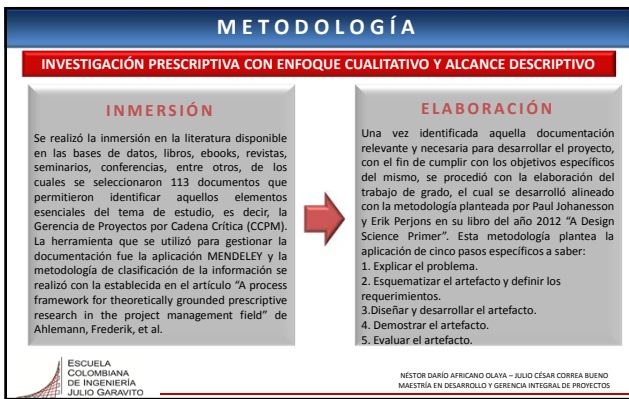 METODOLOGÍA
INVESTIGACIÓN PRESCRIPTIVA CON ENFOQUE CUALITATIVO Y ALCANCE DESCRIPTIVO
INMERSIÓN
Se realizó la inmersión en la literatura disponible
en las bases de datos, libros, ebooks, revistas,
seminarios, conferencias, entre otros, de los
cuales se seleccionaron 113 documentos que
permitieron identificar aquellos elementos
esenciales del tema de estudio, es decir, la
Gerencia de Proyectos por Cadena Crítica (CCPM).
La herramienta que se utilizó para gestionar la
documentación fue la aplicación MENDELEY y la
metodología de clasificación de la información se
realizó con la establecida en el artículo “A process
framework for theoretically grounded prescriptive
research in the project management field” de
Ahlemann, Frederik, et al.
ELABORACIÓN
Una vez identificada aquella documentación
relevante y necesaria para desarrollar el proyecto,
con el fin de cumplir con los objetivos específicos
del mismo, se procedió con la elaboración del
trabajo de grado, el cual se desarrolló alineado
con la metodología planteada por Paul Johanesson
y Erik Perjons en su libro del año 2012 “A Design
Science Primer”. Esta metodología plantea la
aplicación de cinco pasos específicos a saber:
1. Explicar el problema.
2. Esquematizar el artefacto y definir los
requerimientos.
3.Diseñar y desarrollar el artefacto.
4. Demostrar el artefacto.
5. Evaluar el artefacto.
ESCUELA
COLOMBIANA
DE INGENIERÍA
JULIO GARAVITO
NÉSTOR DARÍO AFRICANO OLAYA – JULIO CÉSAR CORREA BUENO
MAESTRÍA EN DESARROLLO Y GERENCIA INTEGRAL DE PROYECTOS